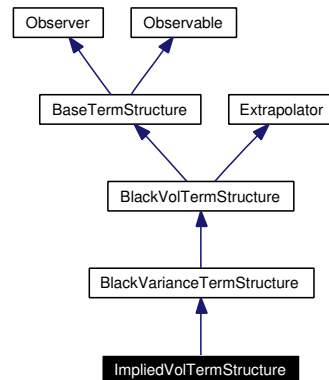 Observer
Observable
BaseTermStructure
Extrapolator
BlackVolTermStructure
BlackVarianceTermStructure
ImpliedVolTermStructure